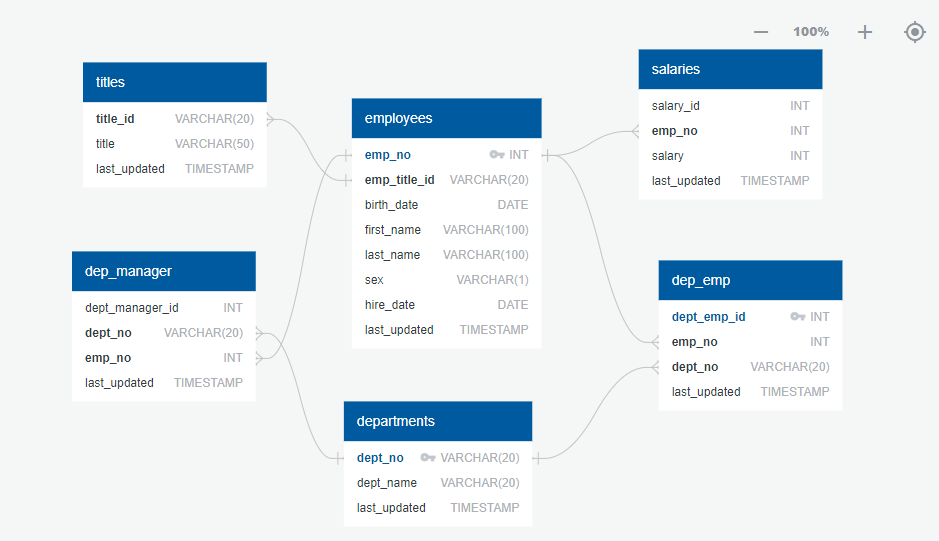 100%
titles
title_id VARCHAR(20)
title VARCHAR(50)
last_updated TIMESTAMP
employees
emp_no INT
emp_title_id VARCHAR(20)
birth_date DATE
first_name VARCHAR(100)
last_name VARCHAR(100)
sex VARCHAR(1)
hire_date DATE
last_updated TIMESTAMP
salaries
salary_id INT
emp_no INT
salary INT
last_updated TIMESTAMP
dep_manager
dept_manager_id INT
dept_no VARCHAR(20)
emp_no INT
last_updated TIMESTAMP
dep_emp
dept_emp_id INT
emp_no INT
dept_no VARCHAR(20)
last_updated TIMESTAMP
departments
dept_no VARCHAR(20)
dept_name VARCHAR(20)
last_updated TIMESTAMP